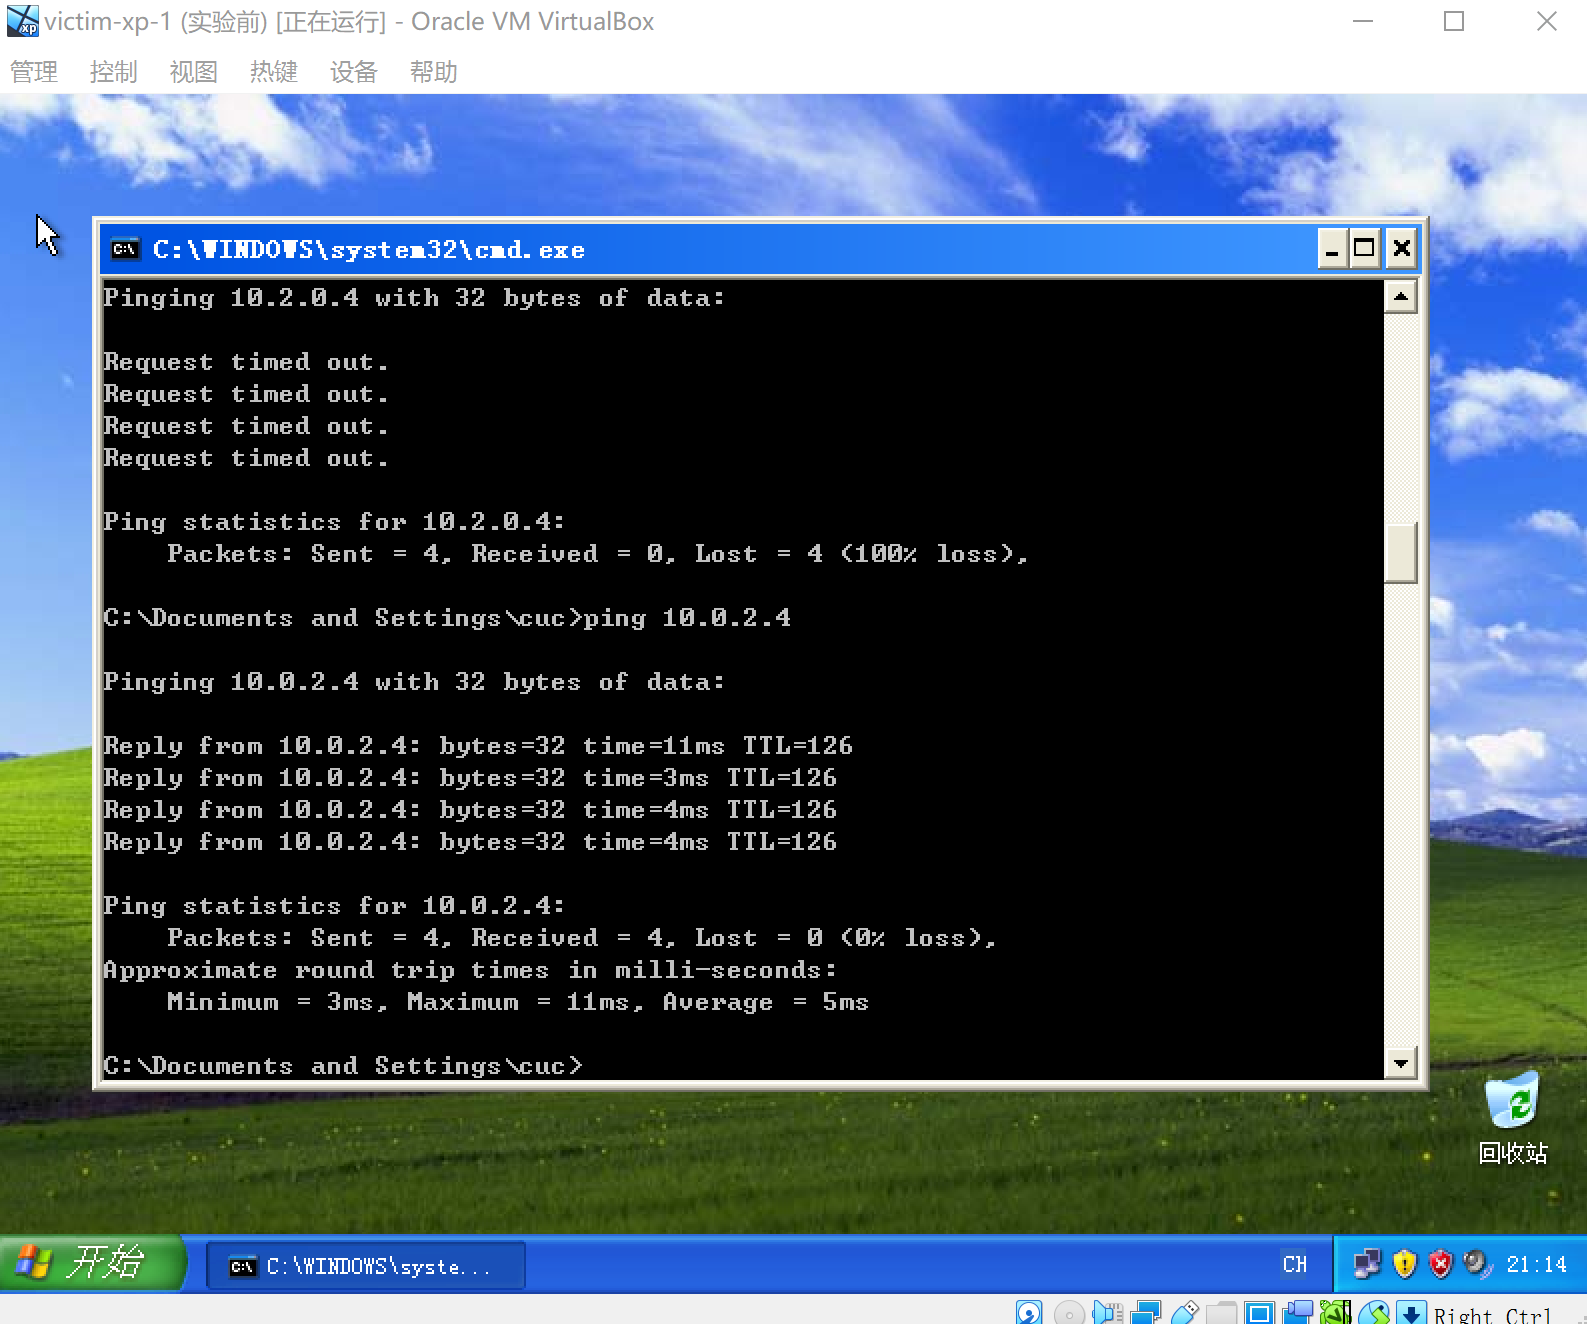 victim-xp-1 (实验前) [正在运行] - Oracle VM VirtualBox
管理 控制 视图 热键 设备 帮助
C:\WINDOWS\system32\cmd.exe
Pinging 10.2.0.4 with 32 bytes of data:
Request timed out.
Request timed out.
Request timed out.
Request timed out.
Ping statistics for 10.2.0.4:
Packets: Sent = 4, Received = 0, Lost = 4 (100% loss),
C:\Documents and Settings\cuc>ping 10.0.2.4
Pinging 10.0.2.4 with 32 bytes of data:
Reply from 10.0.2.4: bytes=32 time=11ms TTL=126
Reply from 10.0.2.4: bytes=32 time=3ms TTL=126
Reply from 10.0.2.4: bytes=32 time=4ms TTL=126
Reply from 10.0.2.4: bytes=32 time=4ms TTL=126
Ping statistics for 10.0.2.4:
Packets: Sent = 4, Received = 4, Lost = 0 (0% loss),
Approximate round trip times in milli-seconds:
Minimum = 3ms, Maximum = 11ms, Average = 5ms
C:\Documents and Settings\cuc>
回收站
开始 C:\WINDOWS\syste... CH 21:14
Right Ctrl